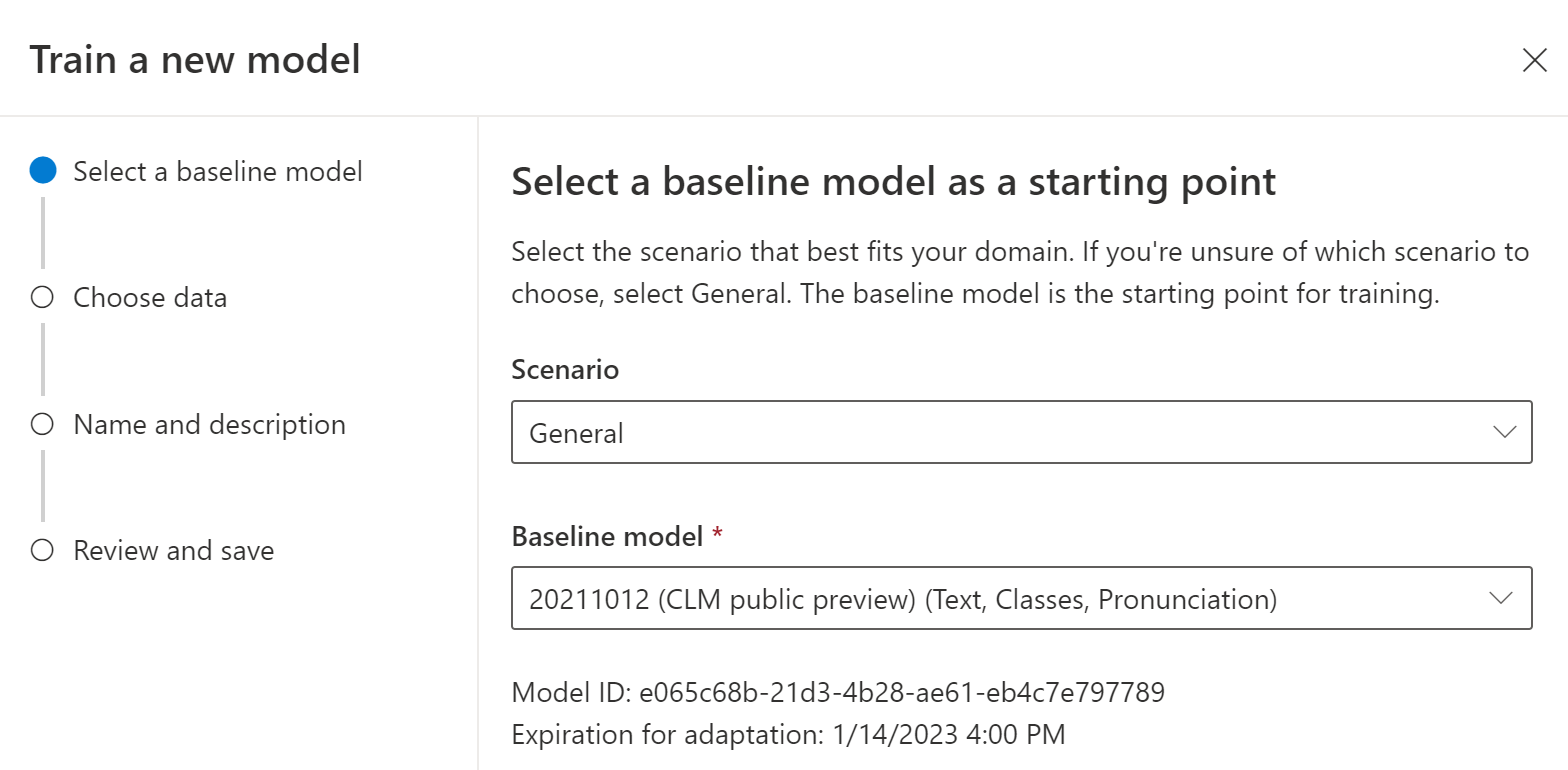 Train a new model
Select a baseline model
Choose data
Name and description
Review and save
Select a baseline model as a starting point
Select the scenario that best fits your domain. If you're unsure of which scenario to
choose, select General. The baseline model is the starting point for training.
Scenario
General
Baseline model *
20211012 (CLM public preview) (Text, Classes, Pronunciation)
Model ID: e065c68b-21d3-4b28-ae61-eb4c7e797789
Expiration for adaptation: 1/14/2023 4:00 PM